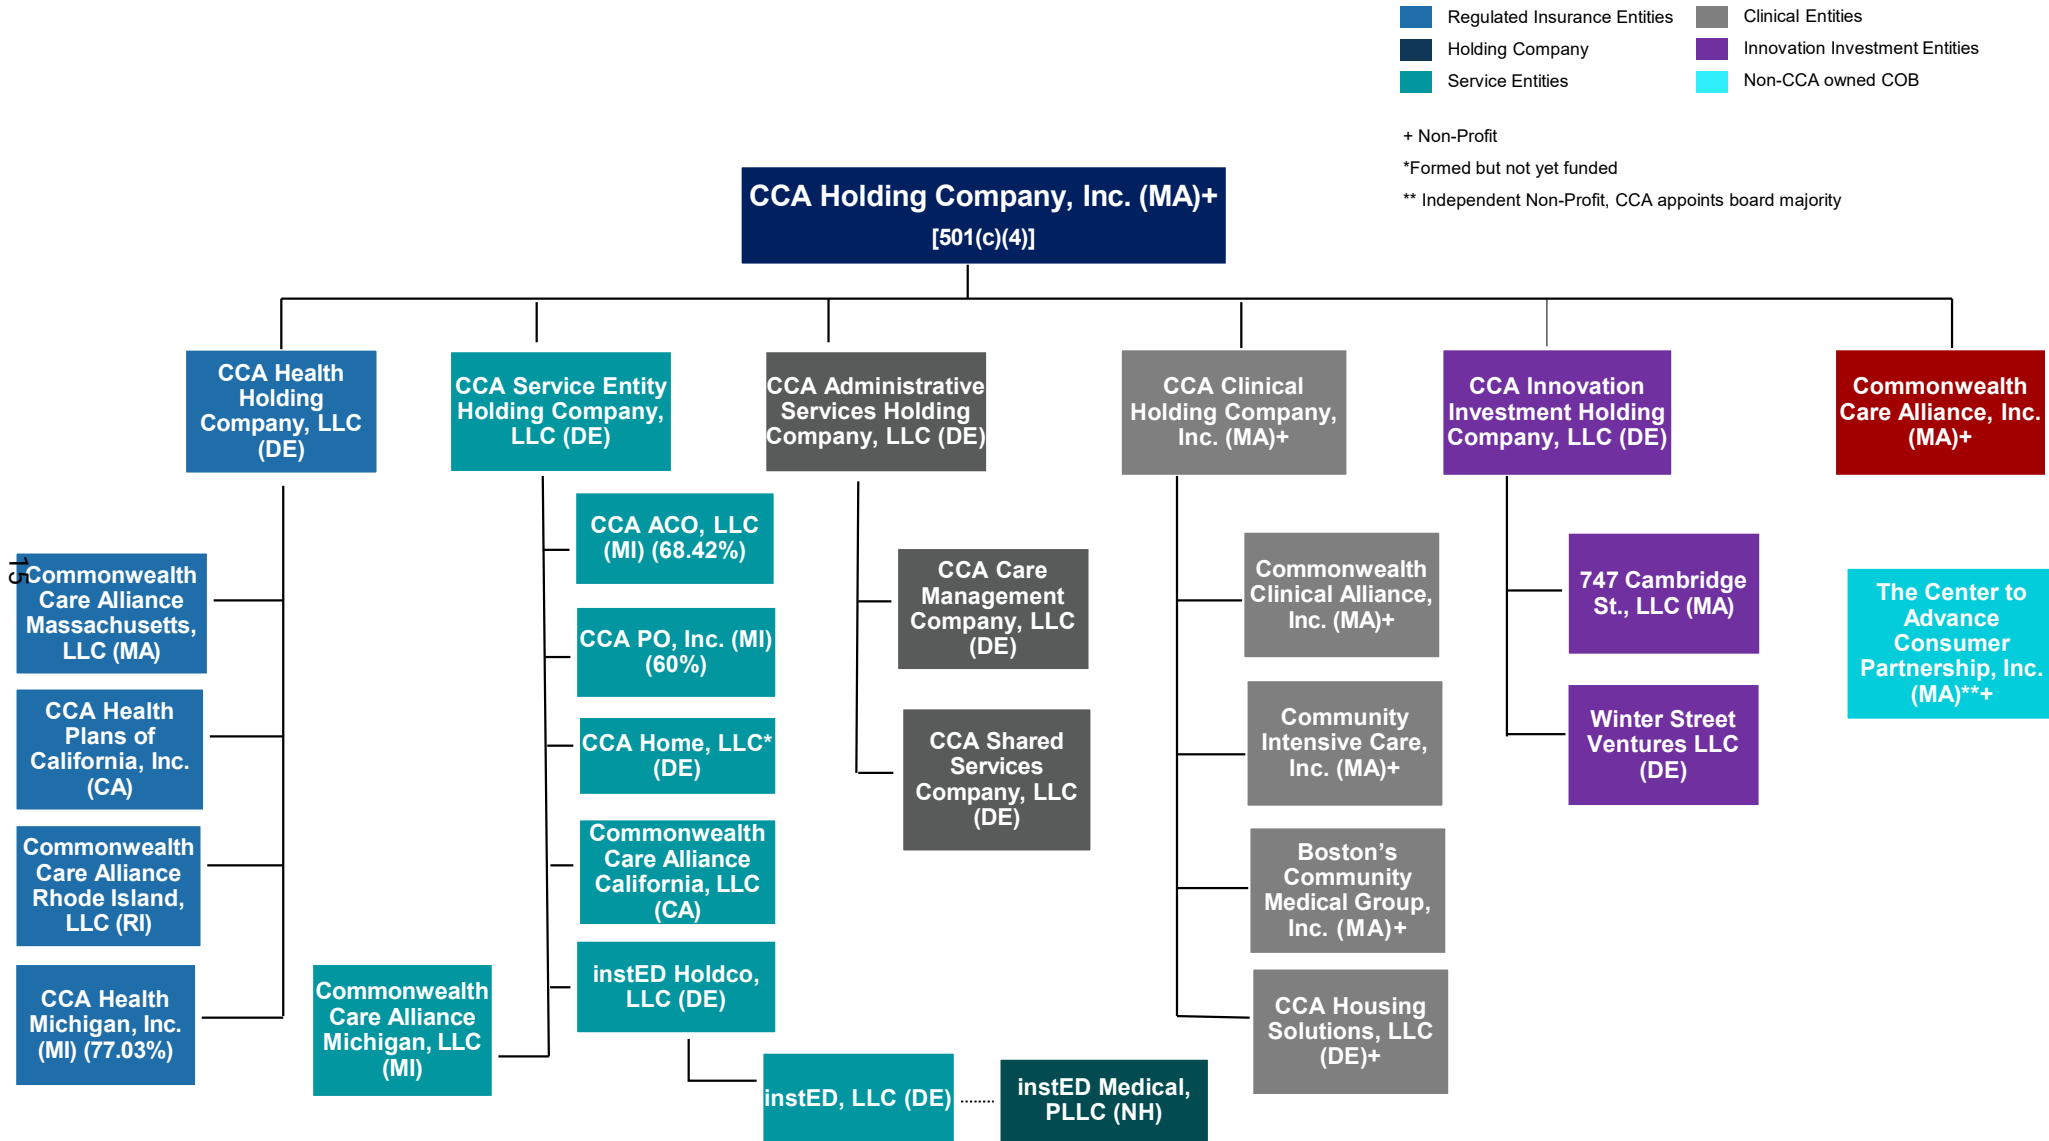 Regulated Insurance Entities
Holding Company
Service Entities
Clinical Entities
Innovation Investment Entities
Non-CCA owned COB
+ Non-Profit
*Formed but not yet funded
** Independent Non-Profit, CCA appoints board majority
CCA Holding Company, Inc. (MA)+
[501(c)(4)]
CCA Health
Holding
Company, LLC
(DE)
CCA Service Entity
Holding Company,
LLC (DE)
CCA Administrative
Services Holding
Company, LLC (DE)
CCA Clinical
Holding Company,
Inc. (MA)+
CCA Innovation
Investment Holding
Company, LLC (DE)
Commonwealth
Care Alliance, Inc.
(MA)+
15
Commonwealth
Care Alliance
Massachusetts,
LLC (MA)
CCA Health
Plans of
California, Inc.
(CA)
Commonwealth
Care Alliance
Rhode Island,
LLC (RI)
CCA Health
Michigan, Inc.
(MI) (77.03%)
CCA ACO, LLC
(MI) (68.42%)
CCA PO, Inc. (MI)
(60%)
CCA Home, LLC*
(DE)
Commonwealth
Care Alliance
California, LLC
(CA)
instED Holdco,
LLC (DE)
Commonwealth
Care Alliance
Michigan, LLC
(MI)
instED, LLC (DE)
instED Medical,
PLLC (NH)
CCA Care
Management
Company, LLC
(DE)
CCA Shared
Services
Company, LLC
(DE)
Commonwealth
Clinical Alliance,
Inc. (MA)+
Community
Intensive Care,
Inc. (MA)+
Boston’s
Community
Medical Group,
Inc. (MA)+
CCA Housing
Solutions, LLC
(DE)+
747 Cambridge
St., LLC (MA)
Winter Street
Ventures LLC
(DE)
The Center to
Advance
Consumer
Partnership, Inc.
(MA)**+